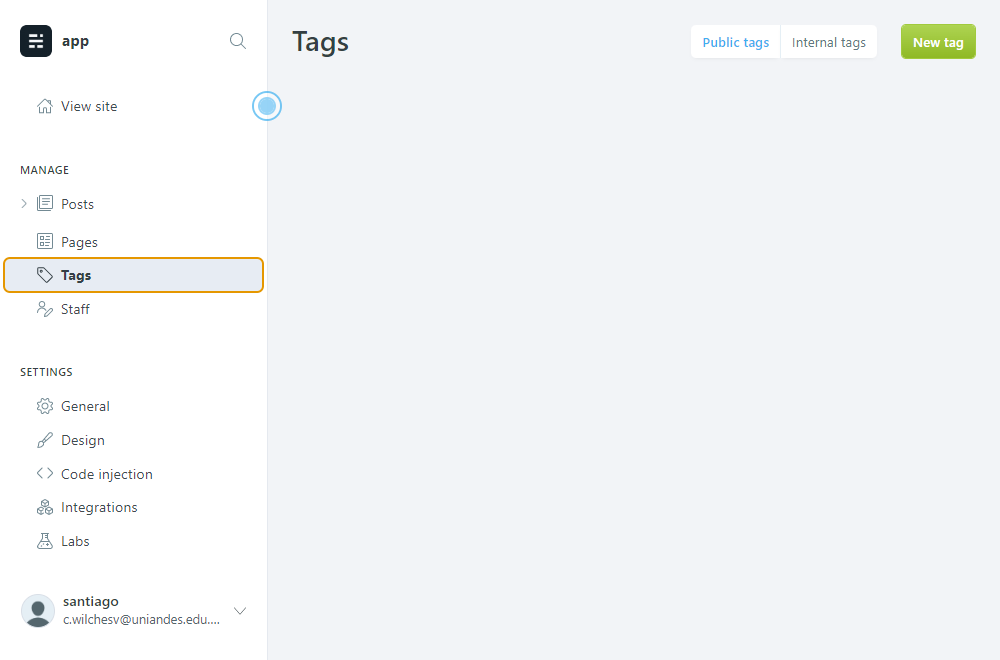 app
View site
MANAGE
Posts
Pages
Tags
Staff
SETTINGS
General
Design
Code injection
Integrations
Labs
santiago
c.wilchesv@uniandes.edu....
Tags
Public tags
Internal tags
New tag